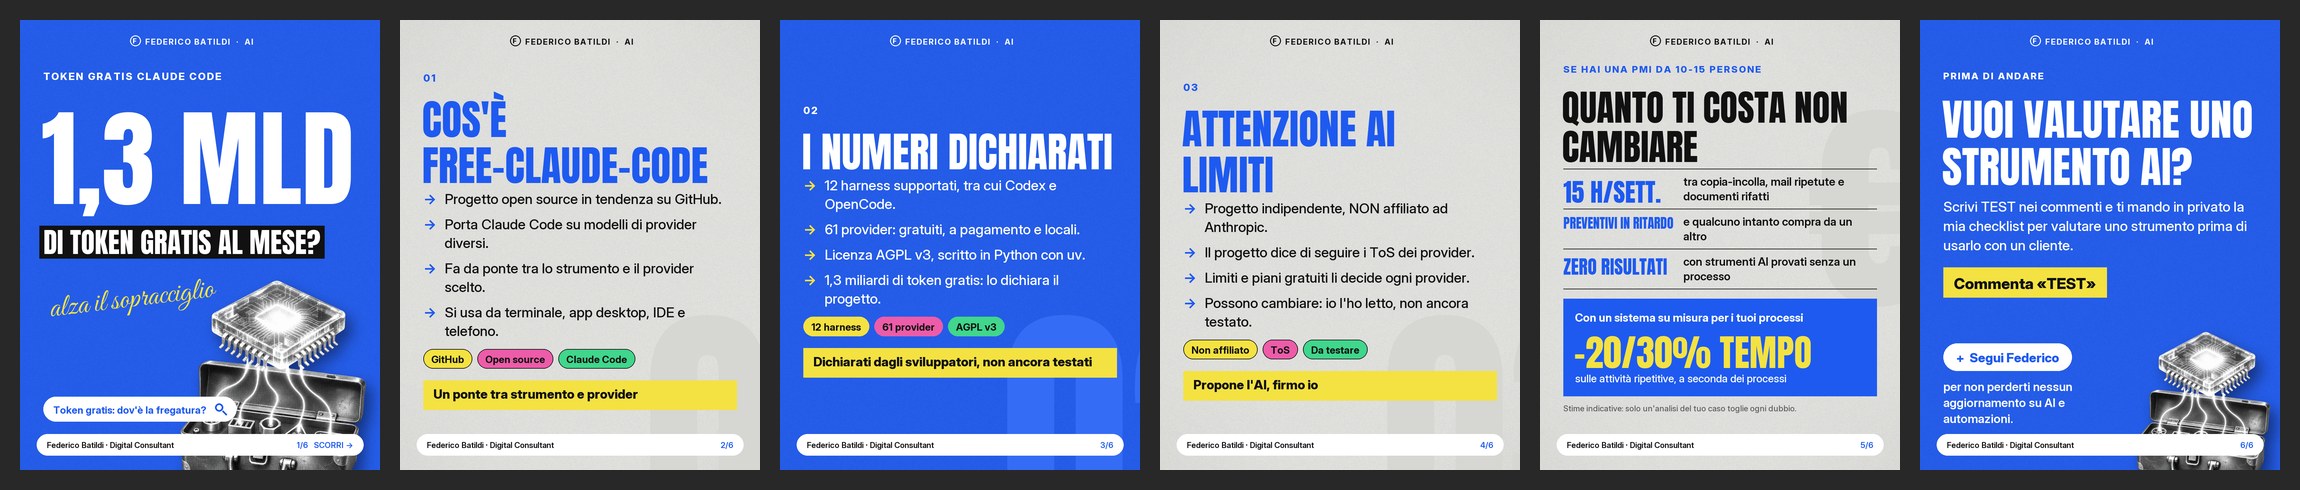 FEDERICO BATILDI · AI
TOKEN GRATIS CLAUDE CODE
1,3 MLD
DI TOKEN GRATIS AL MESE?
alza il sopracciglio
Token gratis: dov'è la fregatura?
Federico Batildi · Digital Consultant
1/6 SCORRI →
FEDERICO BATILDI · AI
01
COS'È
FREE-CLAUDE-CODE
→ Progetto open source in tendenza su GitHub.
→ Porta Claude Code su modelli di provider
diversi.
→ Fa da ponte tra lo strumento e il provider
scelto.
→ Si usa da terminale, app desktop, IDE e
telefono.
GitHub
Open source
Claude Code
Un ponte tra strumento e provider
Federico Batildi · Digital Consultant
2/6
FEDERICO BATILDI · AI
02
I NUMERI DICHIARATI
→ 12 harness supportati, tra cui Codex e
OpenCode.
→ 61 provider: gratuiti, a pagamento e locali.
→ Licenza AGPL v3, scritto in Python con uv.
→ 1,3 miliardi di token gratis: lo dichiara il
progetto.
12 harness
61 provider
AGPL v3
Dichiarati dagli sviluppatori, non ancora testati
Federico Batildi · Digital Consultant
3/6
FEDERICO BATILDI · AI
03
ATTENZIONE AI
LIMITI
→ Progetto indipendente, NON affiliato ad
Anthropic.
→ Il progetto dice di seguire i ToS dei provider.
→ Limiti e piani gratuiti li decide ogni provider.
→ Possono cambiare: io l'ho letto, non ancora
testato.
Non affiliato
ToS
Da testare
Propone l'AI, firmo io
Federico Batildi · Digital Consultant
4/6
FEDERICO BATILDI · AI
SE HAI UNA PMI DA 10-15 PERSONE
QUANTO TI COSTA NON
CAMBIARE
15 H/SETT.
tra copia-incolla, mail ripetute e
documenti rifatti
PREVENTIVI IN RITARDO
e qualcuno intanto compra da un
altro
ZERO RISULTATI
con strumenti AI provati senza un
processo
Con un sistema su misura per i tuoi processi
-20/30% TEMPO
sulle attività ripetitive, a seconda dei processi
Stime indicative: solo un'analisi del tuo caso toglie ogni dubbio.
Federico Batildi · Digital Consultant
5/6
FEDERICO BATILDI · AI
PRIMA DI ANDARE
VUOI VALUTARE UNO
STRUMENTO AI?
Scrivi TEST nei commenti e ti mando in privato la
mia checklist per valutare uno strumento prima di
usarlo con un cliente.
Commenta «TEST»
+ Segui Federico
per non perderti nessun
aggiornamento su AI e
automazioni.
Federico Batildi · Digital Consultant
6/6